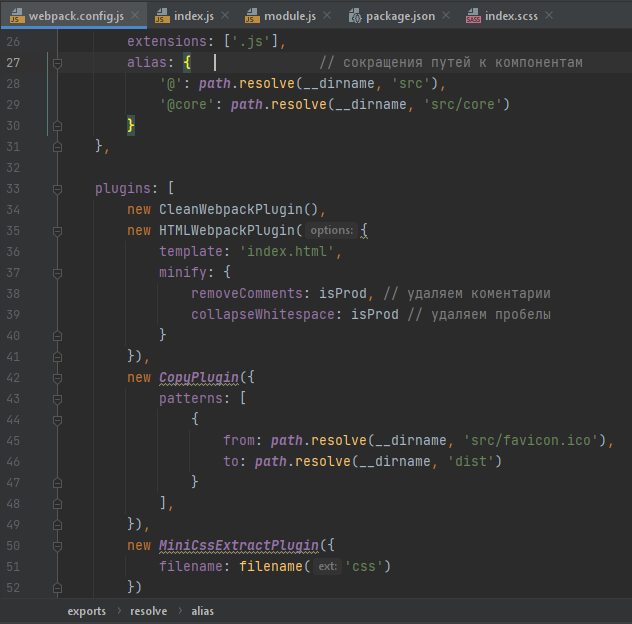 webpack.config.js index.js module.js package.json index.scss
26 extensions: ['.js'],
27 alias: { // сокращения путей к компонентам
28 '@': path.resolve(__dirname, 'src'),
29 '@core': path.resolve(__dirname, 'src/core')
30 }
31 },
32
33 plugins: [
34 new CleanWebpackPlugin(),
35 new HTMLWebpackPlugin( options: {
36 template: 'index.html',
37 minify: {
38 removeComments: isProd, // удаляем коментарии
39 collapseWhitespace: isProd // удаляем пробелы
40 }
41 }),
42 new CopyPlugin({
43 patterns: [
44 {
45 from: path.resolve(__dirname, 'src/favicon.ico'),
46 to: path.resolve(__dirname, 'dist')
47 }
48 ],
49 }),
50 new MiniCssExtractPlugin({
51 filename: filename( ext: 'css')
52 })
exports › resolve › alias